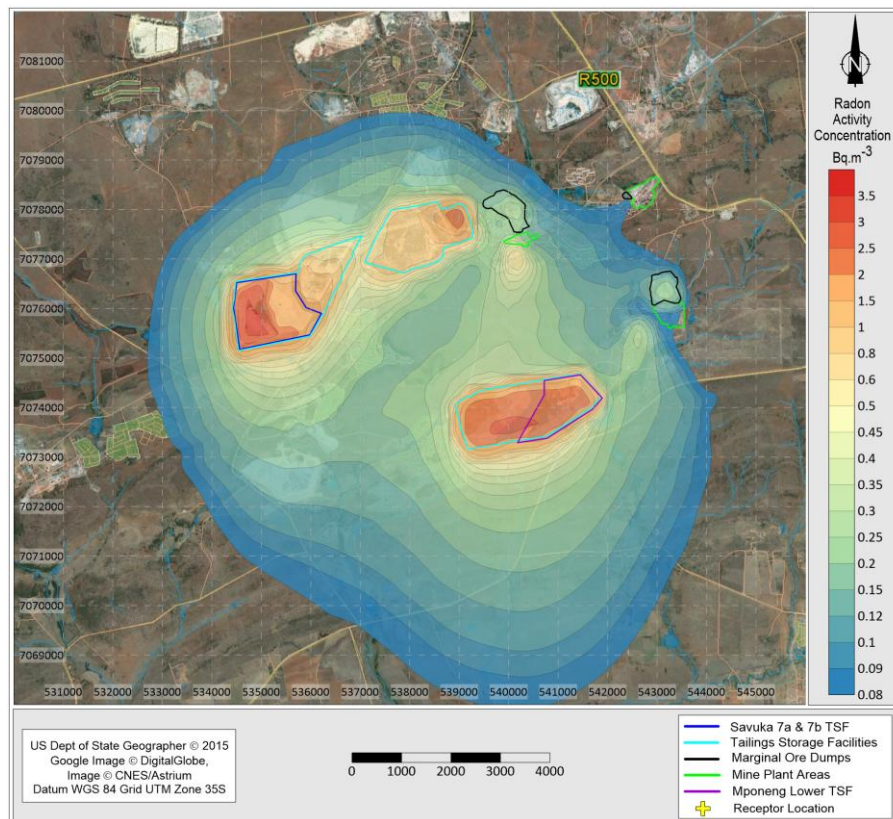 7081000
7080000
7079000
7078000
7077000
7076000
7075000
7074000
7073000
7072000
7071000
7070000
7069000
531000 532000 533000 534000 535000 536000 537000 538000 539000 540000 541000 542000 543000 544000 545000
R500
N
Radon
Activity
Concentration
Bq.m⁻³
3.5
3
2.5
2
1.5
1
0.8
0.6
0.5
0.45
0.4
0.35
0.3
0.25
0.2
0.15
0.12
0.1
0.09
0.08
US Dept of State Geographer © 2015
Google Image © DigitalGlobe,
Image © CNES/Astrium
Datum WGS 84 Grid UTM Zone 35S
0 1000 2000 3000 4000
Savuka 7a & 7b TSF
Tailings Storage Facilities
Marginal Ore Dumps
Mine Plant Areas
Mponeng Lower TSF
Receptor Location